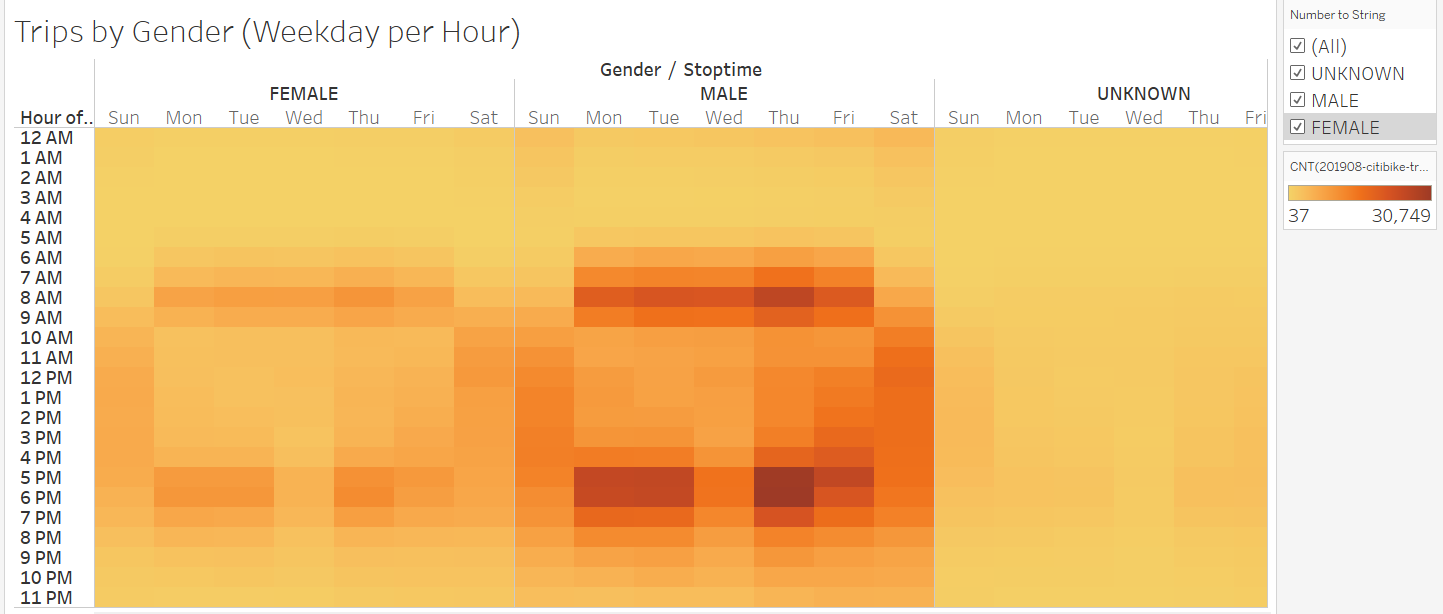 Trips by Gender (Weekday per Hour)
Gender / Stoptime
FEMALE MALE UNKNOWN
Hour of.. Sun Mon Tue Wed Thu Fri Sat Sun Mon Tue Wed Thu Fri Sat Sun Mon Tue Wed Thu Fri
12 AM
1 AM
2 AM
3 AM
4 AM
5 AM
6 AM
7 AM
8 AM
9 AM
10 AM
11 AM
12 PM
1 PM
2 PM
3 PM
4 PM
5 PM
6 PM
7 PM
8 PM
9 PM
10 PM
11 PM
Number to String
(All)
UNKNOWN
MALE
FEMALE
CNT(201908-citibike-tr...
37 30,749